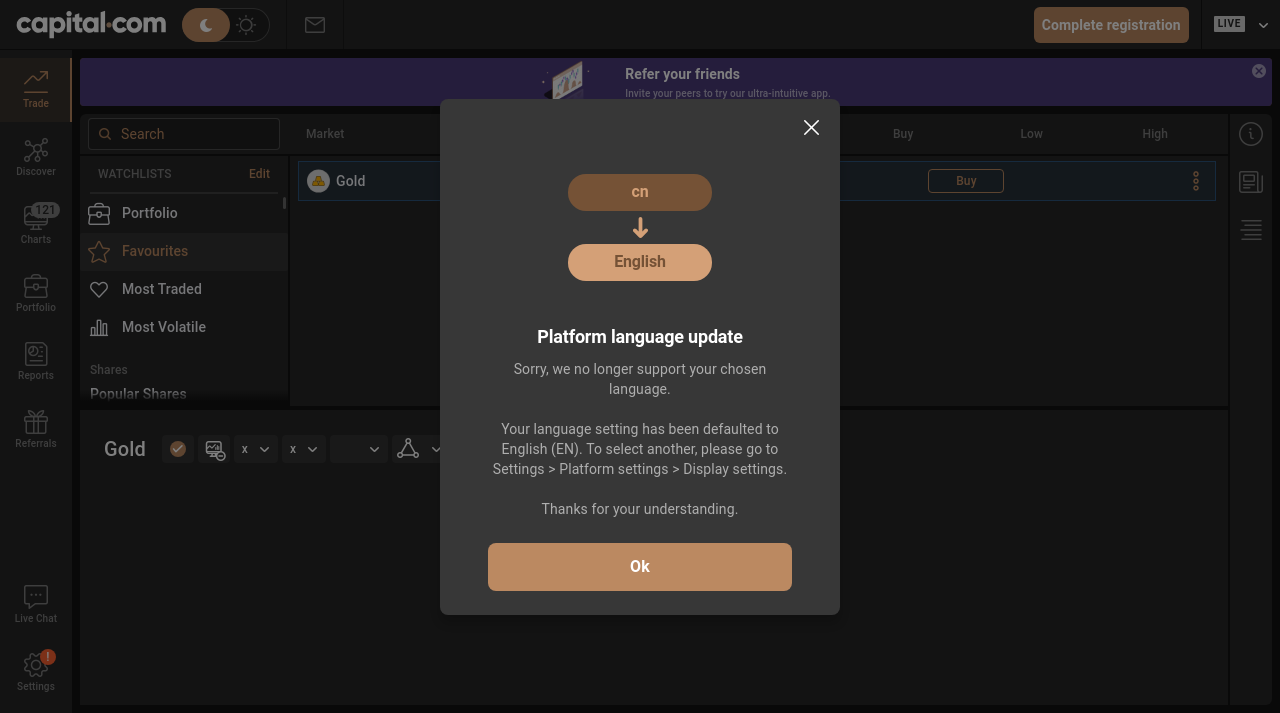 capital.com
Complete registration
LIVE
Refer your friends
Invite your peers to try our ultra-intuitive app.
Trade
Discover
121
Charts
Portfolio
Reports
Referrals
Live Chat
!
Settings
Search
WATCHLISTS Edit
Portfolio
Favourites
Most Traded
Most Volatile
Shares
Popular Shares
Market Buy Low High
Gold Buy
Gold x x
cn
English
Platform language update
Sorry, we no longer support your chosen
language.
Your language setting has been defaulted to
English (EN). To select another, please go to
Settings > Platform settings > Display settings.
Thanks for your understanding.
Ok